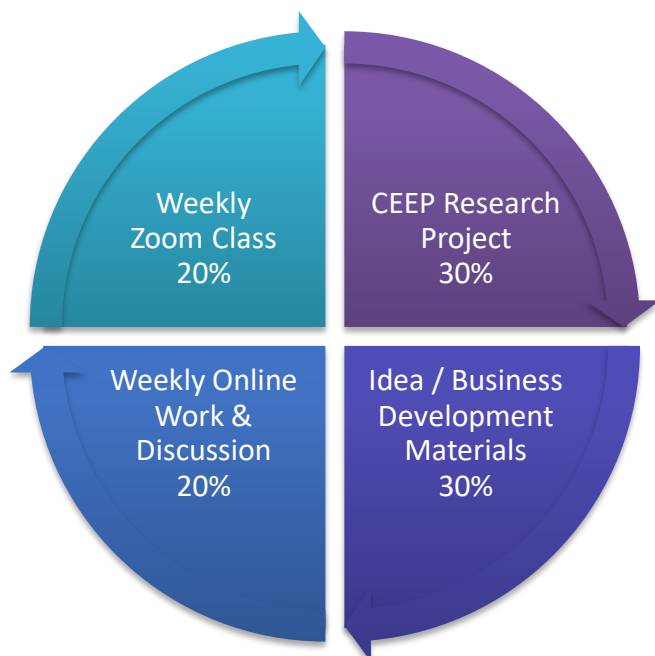 Weekly
Zoom Class
20%
CEEP Research
Project
30%
Weekly Online
Work &
Discussion
20%
Idea / Business
Development
Materials
30%